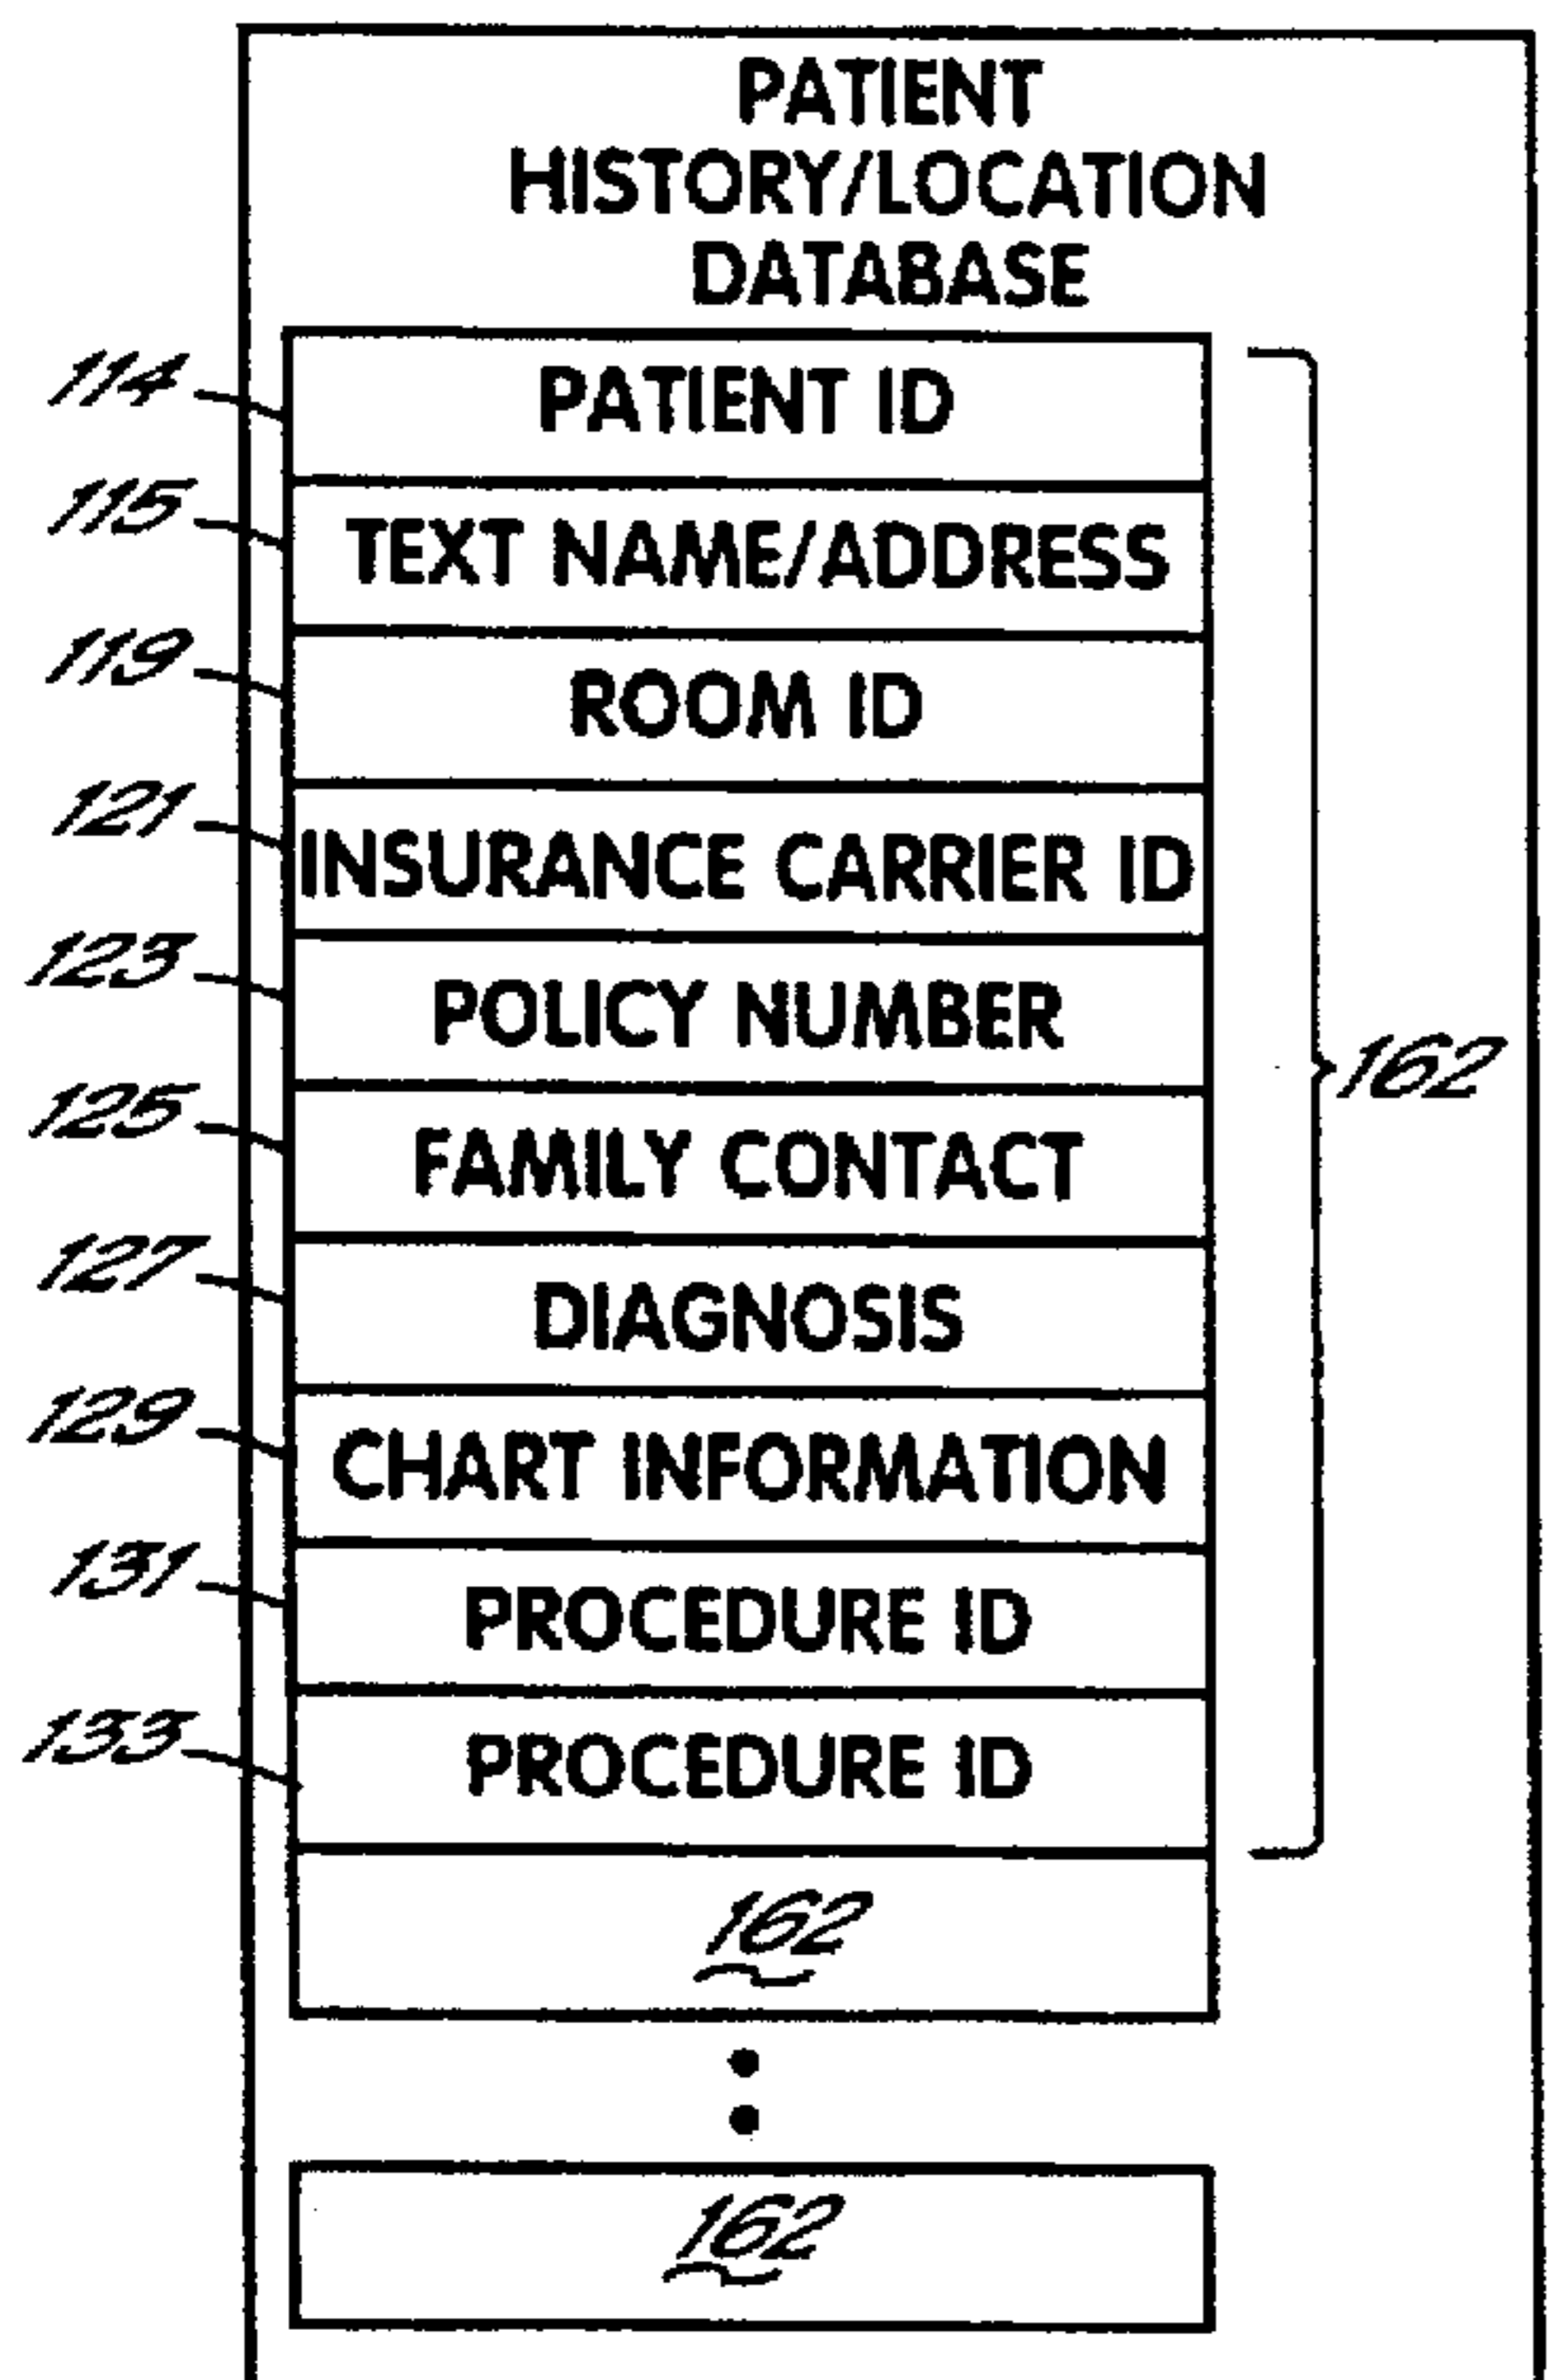 PATIENT
HISTORY/LOCATION
DATABASE
114 PATIENT ID
115 TEXT NAME/ADDRESS
119 ROOM ID
121 INSURANCE CARRIER ID
123 POLICY NUMBER
162
125 FAMILY CONTACT
127 DIAGNOSIS
129 CHART INFORMATION
131 PROCEDURE ID
133 PROCEDURE ID
162
162